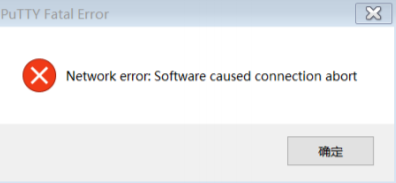 PuTTY Fatal Error
Network error: Software caused connection abort
确定